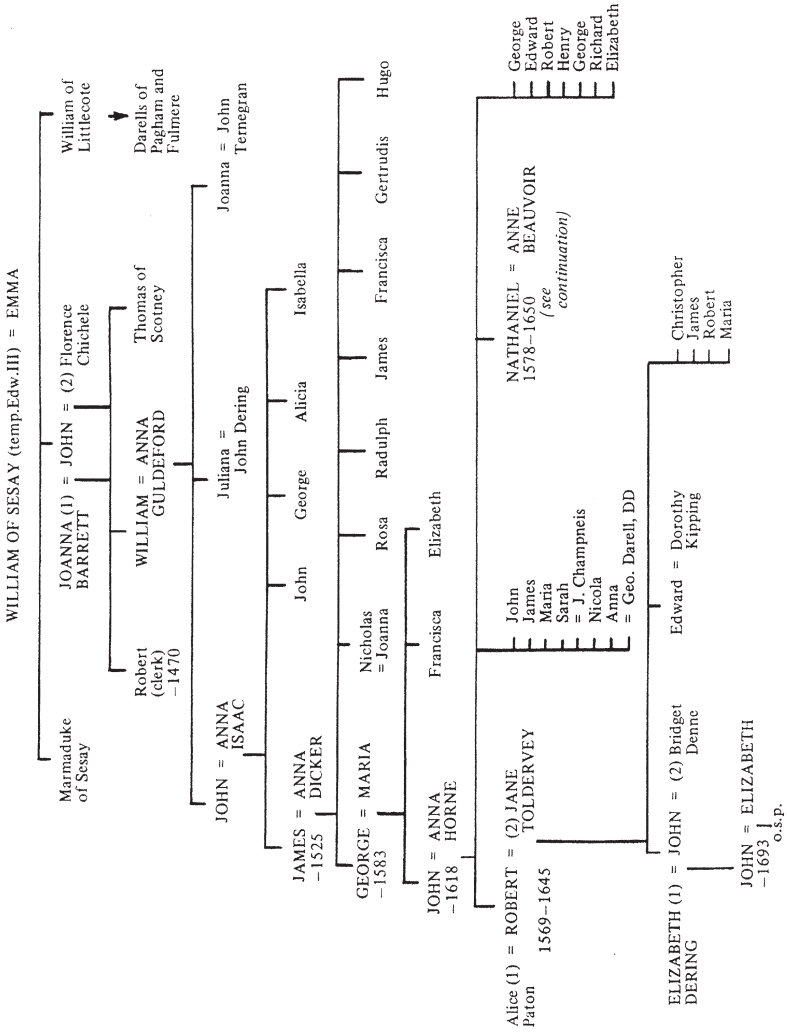 WILLIAM OF SESAY (temp.Edw.III) = EMMA
Marmaduke
of Sesay
JOANNA (1) = JOHN = (2) Florence
BARRETT
Chichele
William of
Littlecote
Darells of
Pagham and
Fulmere
Robert
(clerk)
–1470
WILLIAM = ANNA
GULDEFORD
Thomas of
Scotney
JOHN = ANNA
ISAAC
Juliana =
John Dering
Joanna = John
Ternegran
JAMES = ANNA
–1525 DICKER
John
George
Alicia
Isabella
GEORGE = MARIA
–1583
Nicholas
= Joanna
Rosa
Radulph
James
Francisca
Gertrudis
Hugo
JOHN = ANNA
–1618 HORNE
Francisca
Elizabeth
Alice (1) = ROBERT = (2) JANE
Paton
TOLDERVEY
1569–1645
John
James
Maria
Sarah
= J. Champneis
Nicola
Anna
= Geo. Darell, DD
NATHANIEL = ANNE
1578–1650 BEAUVOIR
(see
continuation)
George
Edward
Robert
Henry
George
Richard
Elizabeth
ELIZABETH (1) = JOHN = (2) Bridget
DERING
Denne
Edward = Dorothy
Kipping
Christopher
James
Robert
Maria
JOHN = ELIZABETH
–1693
o.s.p.